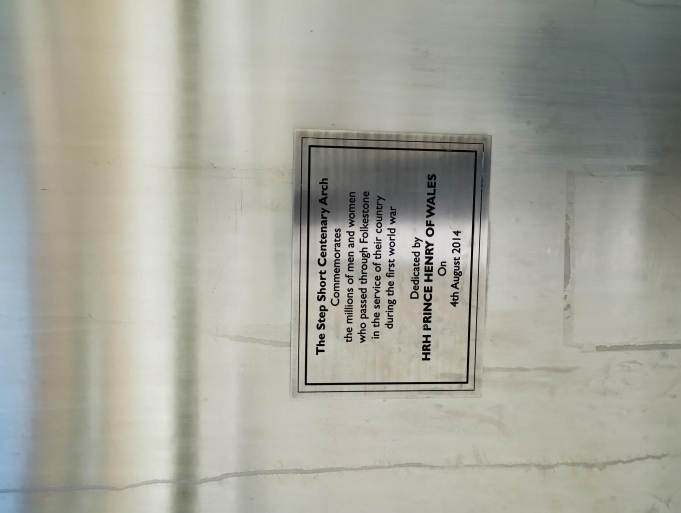 The Step Short Centenary Arch
Commemorates
the millions of men and women
who passed through Folkestone
in the service of their country
during the first world war
Dedicated by
HRH PRINCE HENRY OF WALES
On
4th August 2014